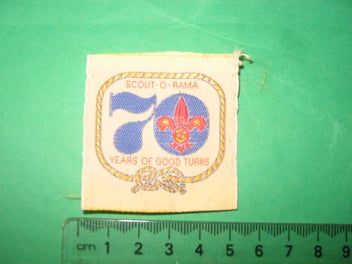 SCOUT-O-RAMA
70
YEARS OF GOOD TURNS
cm 1 2 3 4 5 6 7 8 9